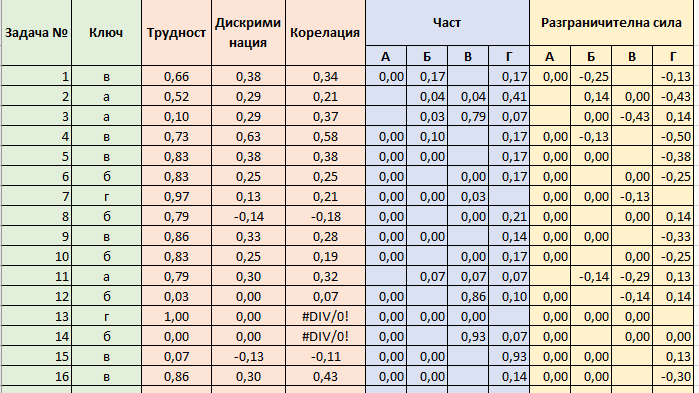 Задача № Ключ Трудност Дискрими нация Корелация Част Разграничителна сила
А Б В Г А Б В Г
1 в 0,66 0,38 0,34 0,00 0,17 0,17 0,00 -0,25 -0,13
2 а 0,52 0,29 0,21 0,04 0,04 0,41 0,14 0,00 -0,43
3 а 0,10 0,29 0,37 0,03 0,79 0,07 0,00 -0,43 0,14
4 в 0,73 0,63 0,58 0,00 0,10 0,17 0,00 -0,13 -0,50
5 в 0,83 0,38 0,38 0,00 0,00 0,17 0,00 0,00 -0,38
6 б 0,83 0,25 0,25 0,00 0,00 0,17 0,00 0,00 -0,25
7 г 0,97 0,13 0,21 0,00 0,00 0,03 0,00 0,00 -0,13
8 б 0,79 -0,14 -0,18 0,00 0,00 0,21 0,00 0,00 0,14
9 в 0,86 0,33 0,28 0,00 0,00 0,14 0,00 0,00 -0,33
10 б 0,83 0,25 0,19 0,00 0,00 0,17 0,00 0,00 -0,25
11 а 0,79 0,30 0,32 0,07 0,07 0,07 -0,14 -0,29 0,13
12 б 0,03 0,00 0,07 0,00 0,86 0,10 0,00 -0,14 0,14
13 г 1,00 0,00 #DIV/0! 0,00 0,00 0,00 0,00 0,00 0,00
14 б 0,00 0,00 #DIV/0! 0,00 0,93 0,07 0,00 0,00 0,00
15 в 0,07 -0,13 -0,11 0,00 0,00 0,93 0,00 0,00 0,13
16 в 0,86 0,30 0,43 0,00 0,00 0,14 0,00 0,00 -0,30